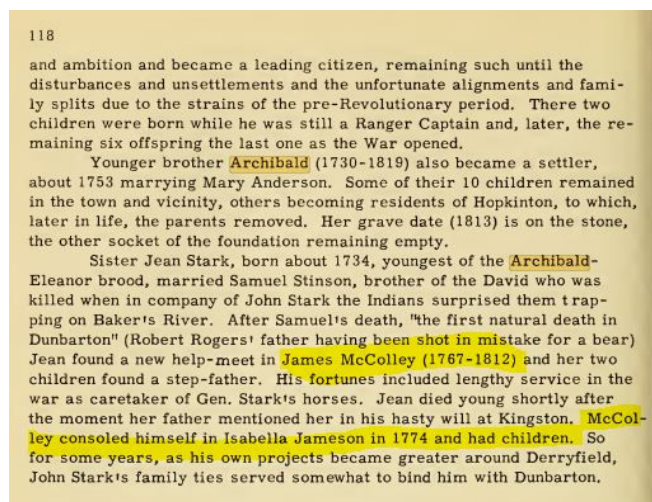 118
and ambition and became a leading citizen, remaining such until the
disturbances and unsettlements and the unfortunate alignments and fami-
ly splits due to the strains of the pre-Revolutionary period. There two
children were born while he was still a Ranger Captain and, later, the re-
maining six offspring the last one as the War opened.
Younger brother Archibald (1730-1819) also became a settler,
about 1753 marrying Mary Anderson. Some of their 10 children remained
in the town and vicinity, others becoming residents of Hopkinton, to which,
later in life, the parents removed. Her grave date (1813) is on the stone,
the other socket of the foundation remaining empty.
Sister Jean Stark, born about 1734, youngest of the Archibald-
Eleanor brood, married Samuel Stinson, brother of the David who was
killed when in company of John Stark the Indians surprised them trap-
ping on Baker's River. After Samuel's death, "the first natural death in
Dunbarton" (Robert Rogers' father having been shot in mistake for a bear)
Jean found a new help-meet in James McColley (1767-1812) and her two
children found a step-father. His fortunes included lengthy service in the
war as caretaker of Gen. Stark's horses. Jean died young shortly after
the moment her father mentioned her in his hasty will at Kingston. McCol-
ley consoled himself in Isabella Jameson in 1774 and had children. So
for some years, as his own projects became greater around Derryfield,
John Stark's family ties served somewhat to bind him with Dunbarton.